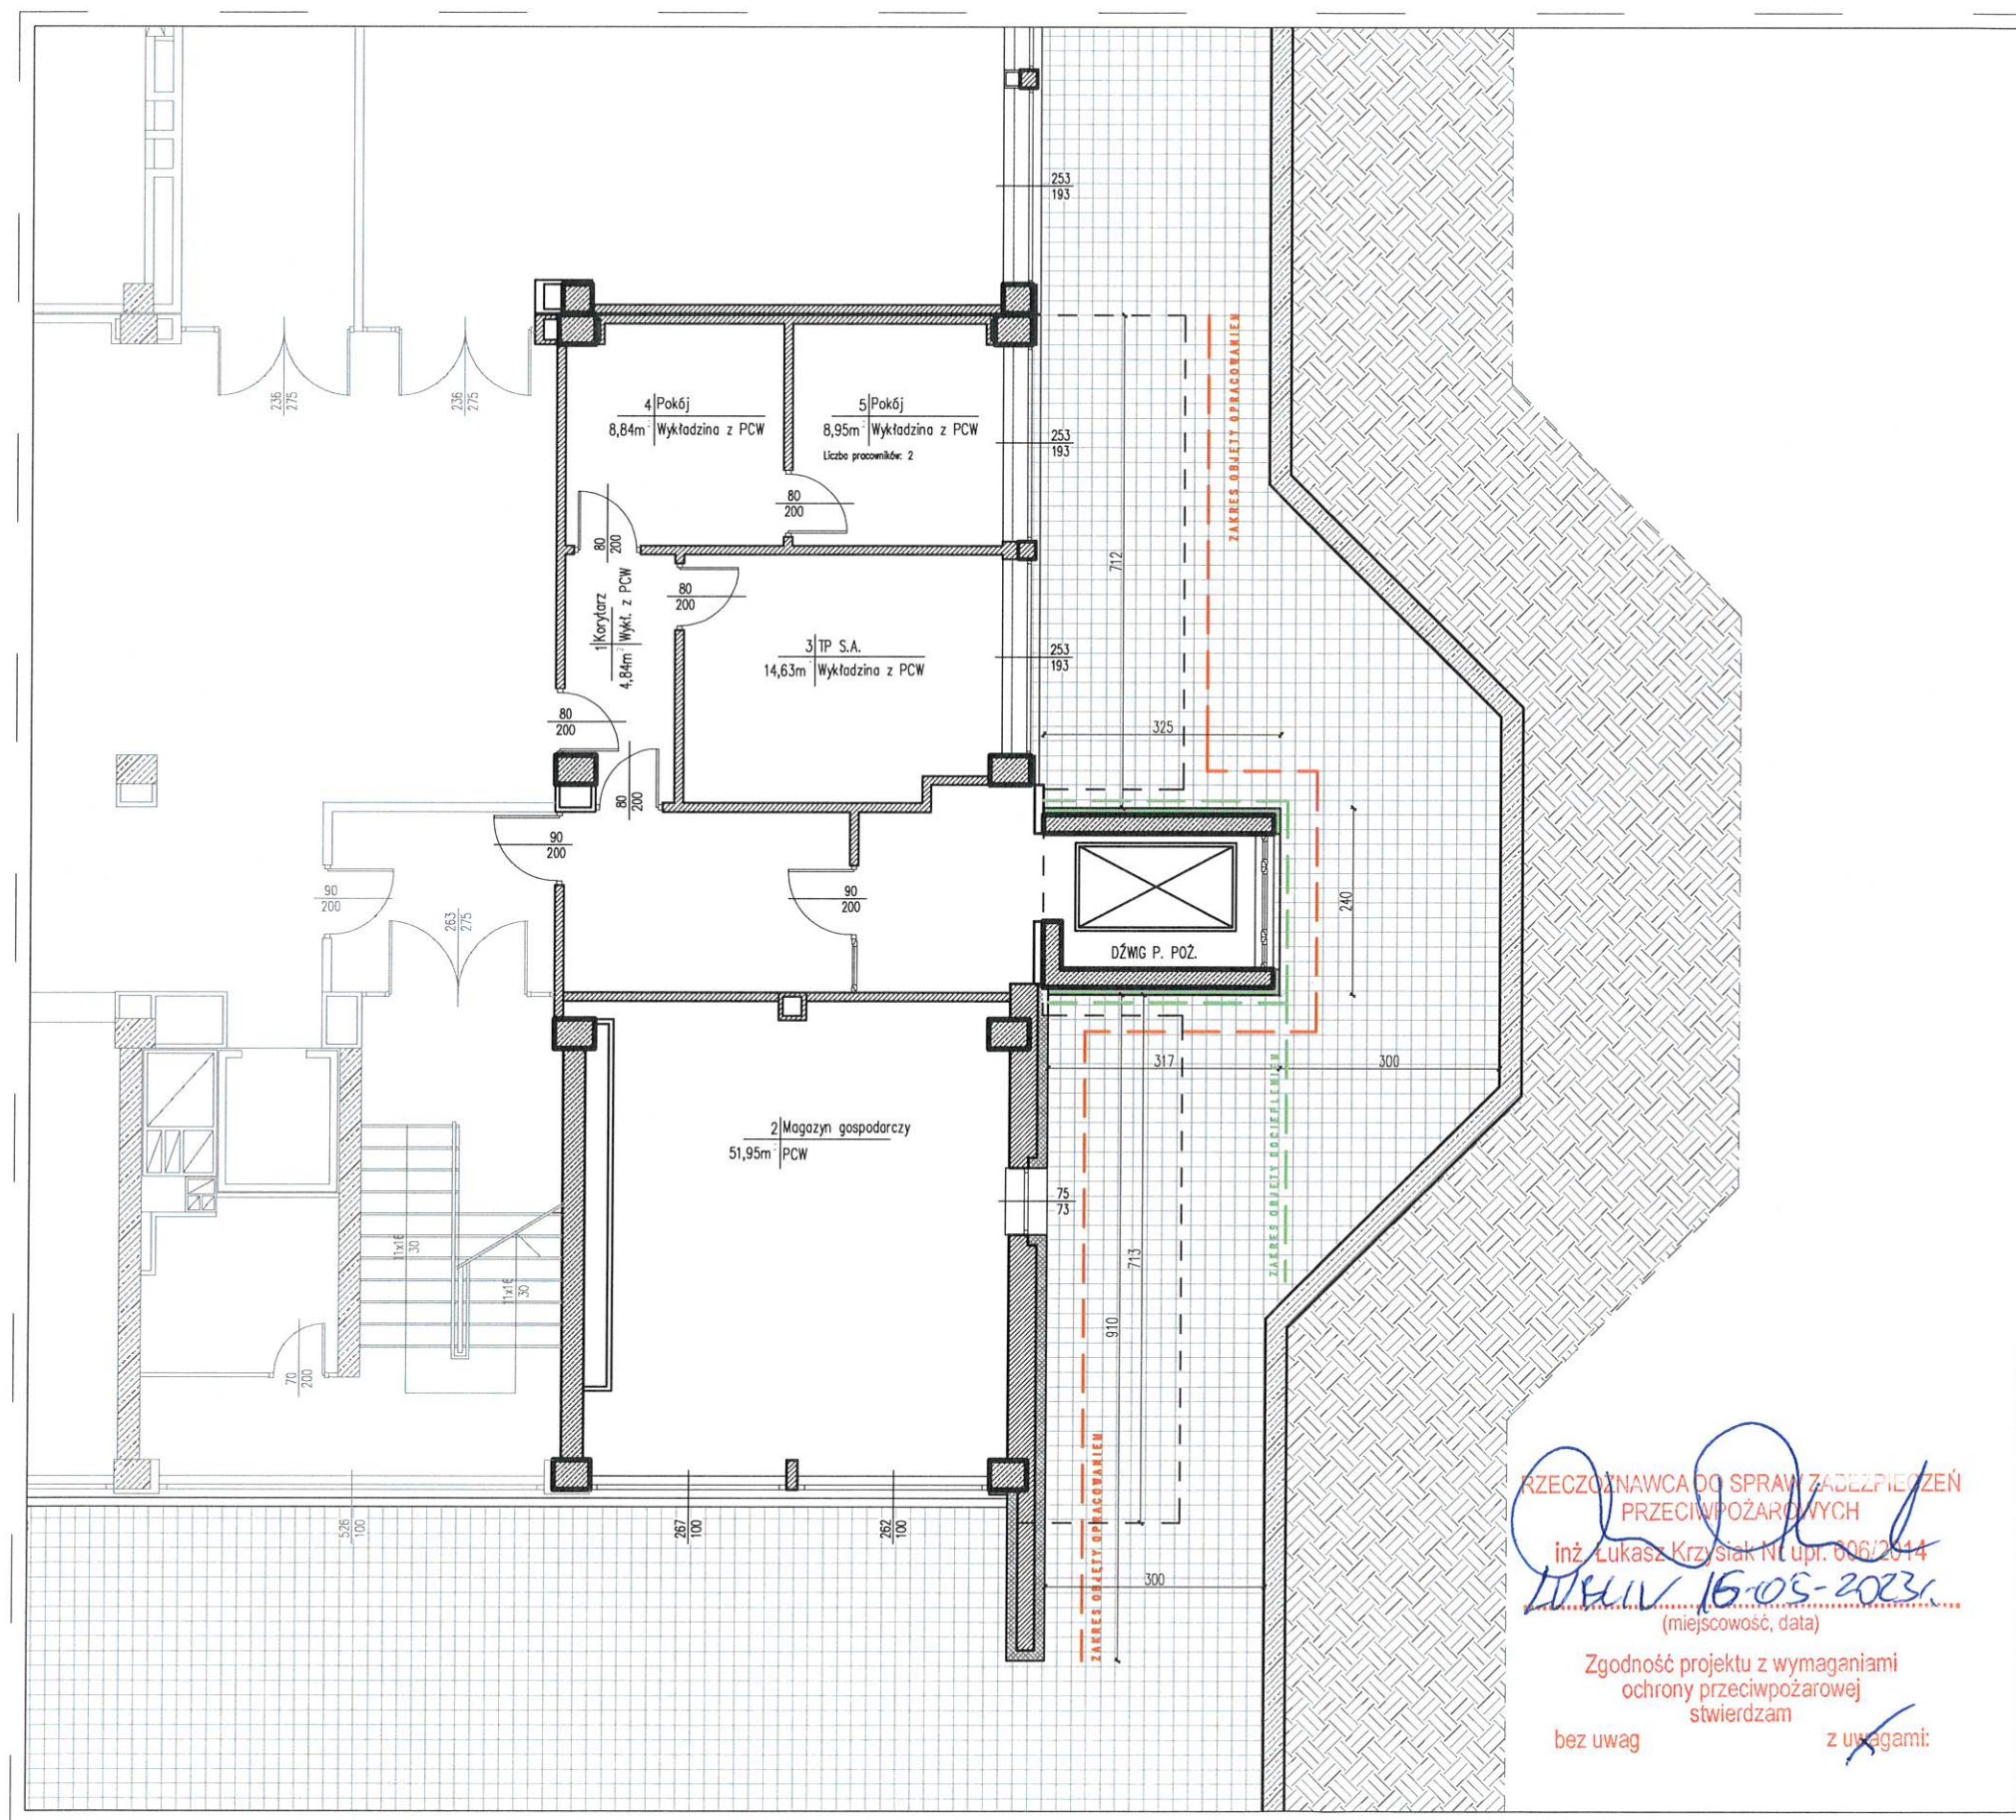 253
193
236
275
236
275
4 Pokój
8,84m² Wykładzina z PCW
5 Pokój
8,95m² Wykładzina z PCW
Liczba pracowników: 2
253
193
ZAKRES OBJĘTY OPRACOWANIEM
80
200
80
200
712
1 Korytarz
4,84m² Wykł. z PCW
80
200
3 TP S.A.
14,63m² Wykładzina z PCW
253
193
80
200
325
80
200
90
200
90
200
90
200
263
275
240
DŹWIG P. POŻ.
317
300
2 Magazyn gospodarczy
51,95m² PCW
ZAKRES OBJĘTY DOCIEPLENIEM
75
73
11x16
30
11x16
30
713
910
70
200
ZAKRES OBJĘTY OPRACOWANIEM
526
100
267
100
262
100
300
RZECZOZNAWCA DO SPRAW ZABEZPIECZEŃ
PRZECIWPOŻAROWYCH
inż. Łukasz Krzysiak Nr upr. 606/2014
16-05-2023r.
(miejscowość, data)
Zgodność projektu z wymaganiami
ochrony przeciwpożarowej
stwierdzam
bez uwag z uwagami: